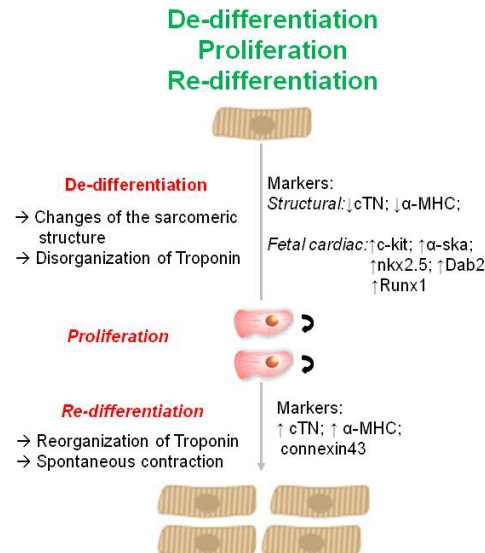 De-differentiation
Proliferation
Re-differentiation
De-differentiation
→ Changes of the sarcomeric
structure
→ Disorganization of Troponin
Markers:
Structural:↓cTN; ↓α-MHC;
Fetal cardiac:↑c-kit; ↑α-ska;
↑nkx2.5; ↑Dab2
↑Runx1
Proliferation
Re-differentiation
→ Reorganization of Troponin
→ Spontaneous contraction
Markers:
↑ cTN; ↑ α-MHC;
connexin43